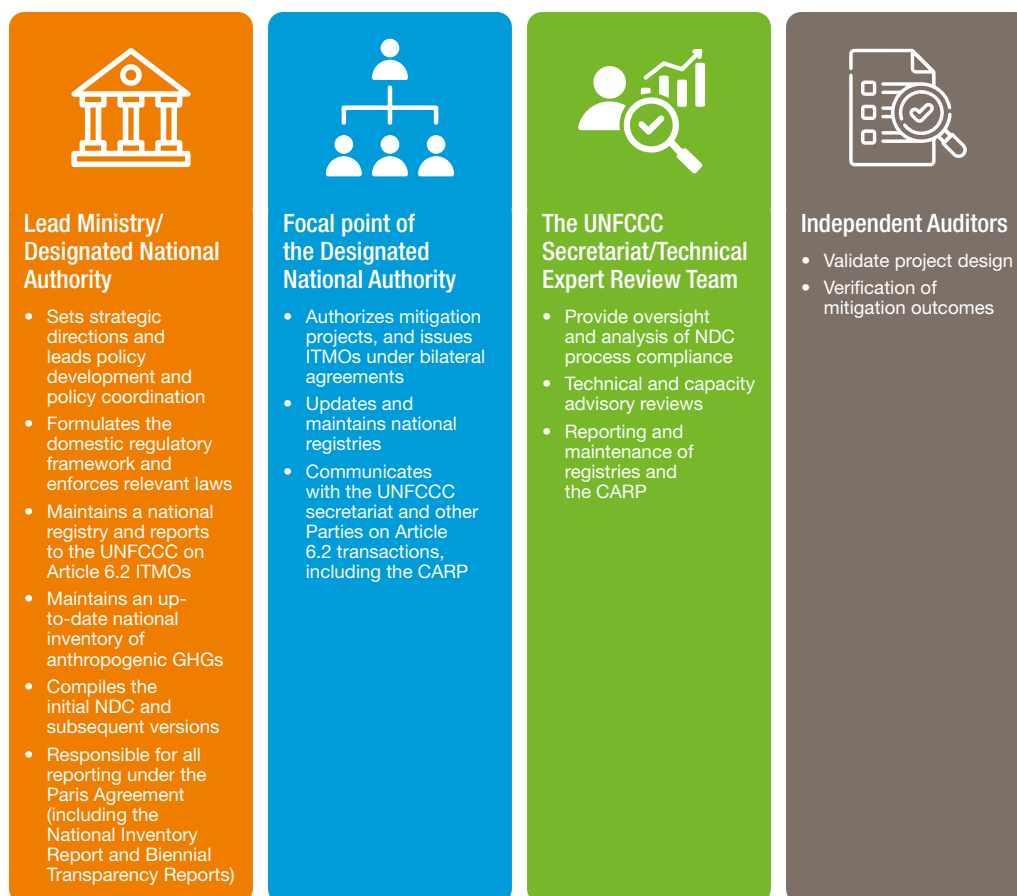 Lead Ministry/
Designated National
Authority
• Sets strategic
directions and
leads policy
development and
policy coordination
• Formulates the
domestic regulatory
framework and
enforces relevant laws
• Maintains a national
registry and reports
to the UNFCCC on
Article 6.2 ITMOs
• Maintains an up-
to-date national
inventory of
anthropogenic GHGs
• Compiles the
initial NDC and
subsequent versions
• Responsible for all
reporting under the
Paris Agreement
(including the
National Inventory
Report and Biennial
Transparency Reports)
Focal point of
the Designated
National Authority
• Authorizes mitigation
projects, and issues
ITMOs under bilateral
agreements
• Updates and
maintains national
registries
• Communicates
with the UNFCCC
secretariat and other
Parties on Article
6.2 transactions,
including the CARP
The UNFCCC
Secretariat/Technical
Expert Review Team
• Provide oversight
and analysis of NDC
process compliance
• Technical and capacity
advisory reviews
• Reporting and
maintenance of
registries and
the CARP
Independent Auditors
• Validate project design
• Verification of
mitigation outcomes